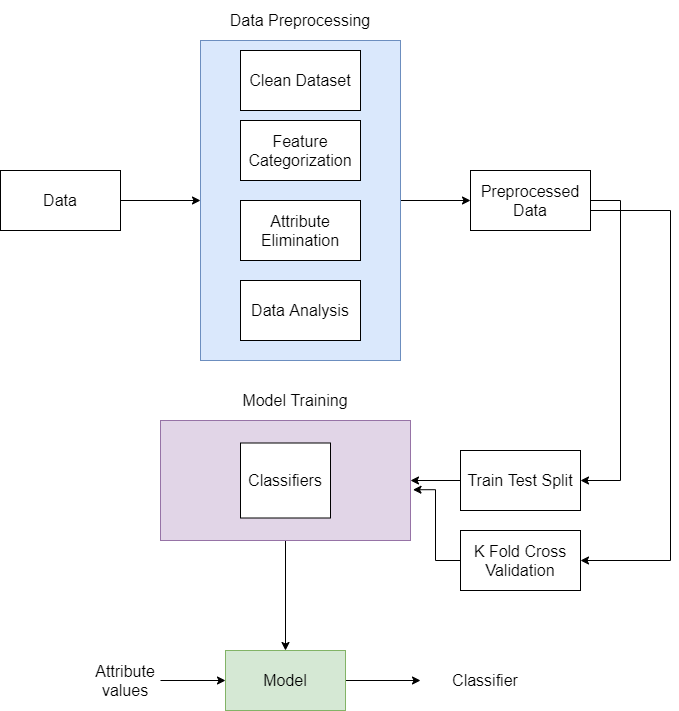 Data Preprocessing
Clean Dataset
Feature
Categorization
Data
Attribute
Elimination
Preprocessed
Data
Data Analysis
Model Training
Classifiers
Train Test Split
K Fold Cross
Validation
Attribute
values
Model
Classifier